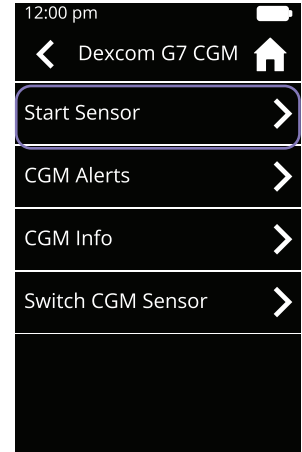 12:00 pm
Dexcom G7 CGM
Start Sensor
CGM Alerts
CGM Info
Switch CGM Sensor